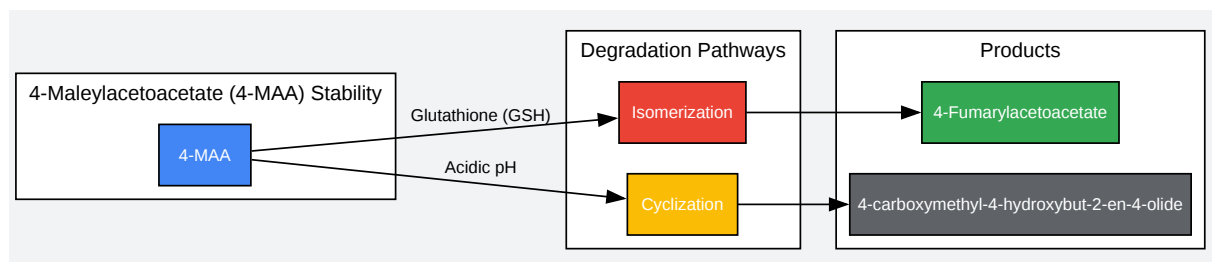 4-Maleylacetoacetate (4-MAA) Stability
4-MAA
Glutathione (GSH)
Acidic pH
Degradation Pathways
Isomerization
Cyclization
Products
4-Fumarylacetoacetate
4-carboxymethyl-4-hydroxybut-2-en-4-olide